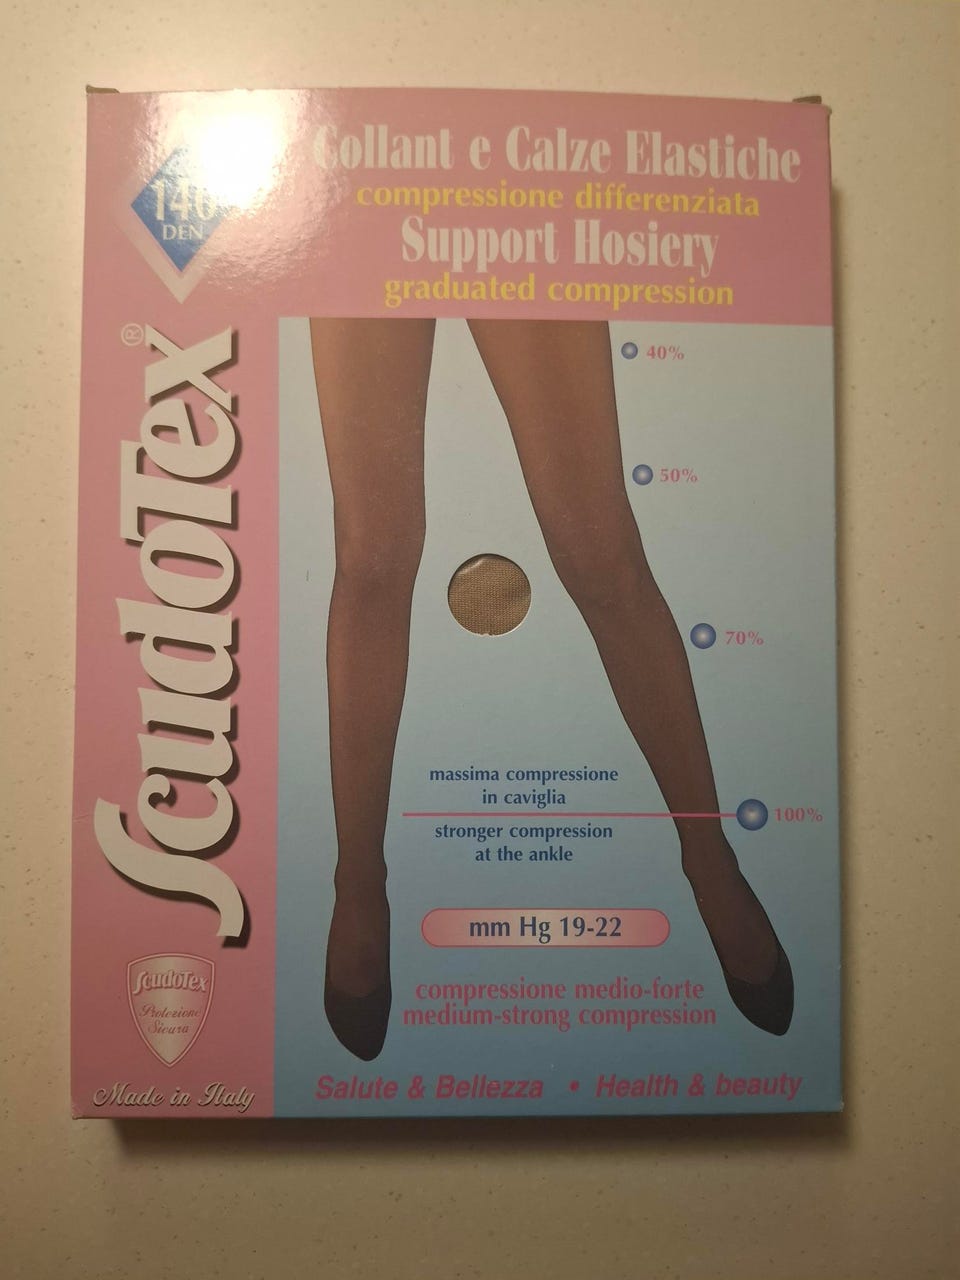 140
DEN
Collant e Calze Elastiche
compressione differenziata
Support Hosiery
graduated compression
ScudoTex®
40%
50%
70%
massima compressione
in caviglia
100%
stronger compression
at the ankle
mm Hg 19-22
compressione medio-forte
medium-strong compression
ScudoTex
Protezione
Sicura
Made in Italy
Salute & Bellezza • Health & beauty